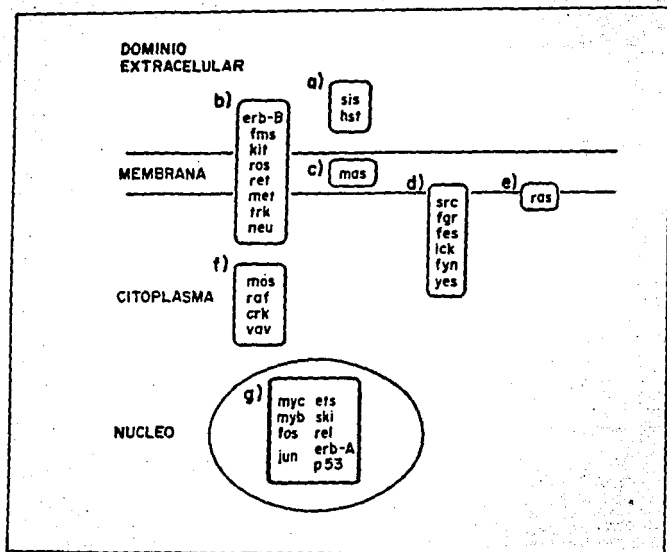 DOMINIO
EXTRACELULAR
a)
sis
hst
b)
erb-B
fms
kit
ros
ret
met
trk
neu
MEMBRANA
c)
mas
d)
src
fgr
fes
lck
fyn
yes
e)
ras
f)
CITOPLASMA
mos
raf
crk
vav
g)
NUCLEO
myc ets
myb ski
fos rel
jun erb-A
p53